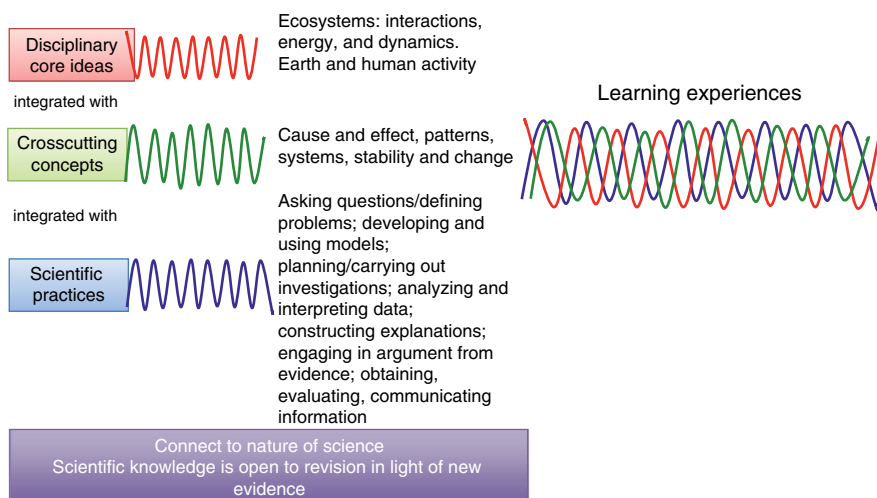 Disciplinary
core ideas
Ecosystems: interactions,
energy, and dynamics.
Earth and human activity
integrated with
Crosscutting
concepts
Cause and effect, patterns,
systems, stability and change
integrated with
Scientific
practices
Asking questions/defining
problems; developing and
using models;
planning/carrying out
investigations; analyzing and
interpreting data;
constructing explanations;
engaging in argument from
evidence; obtaining,
evaluating, communicating
information
Learning experiences
Connect to nature of science
Scientific knowledge is open to revision in light of new
evidence